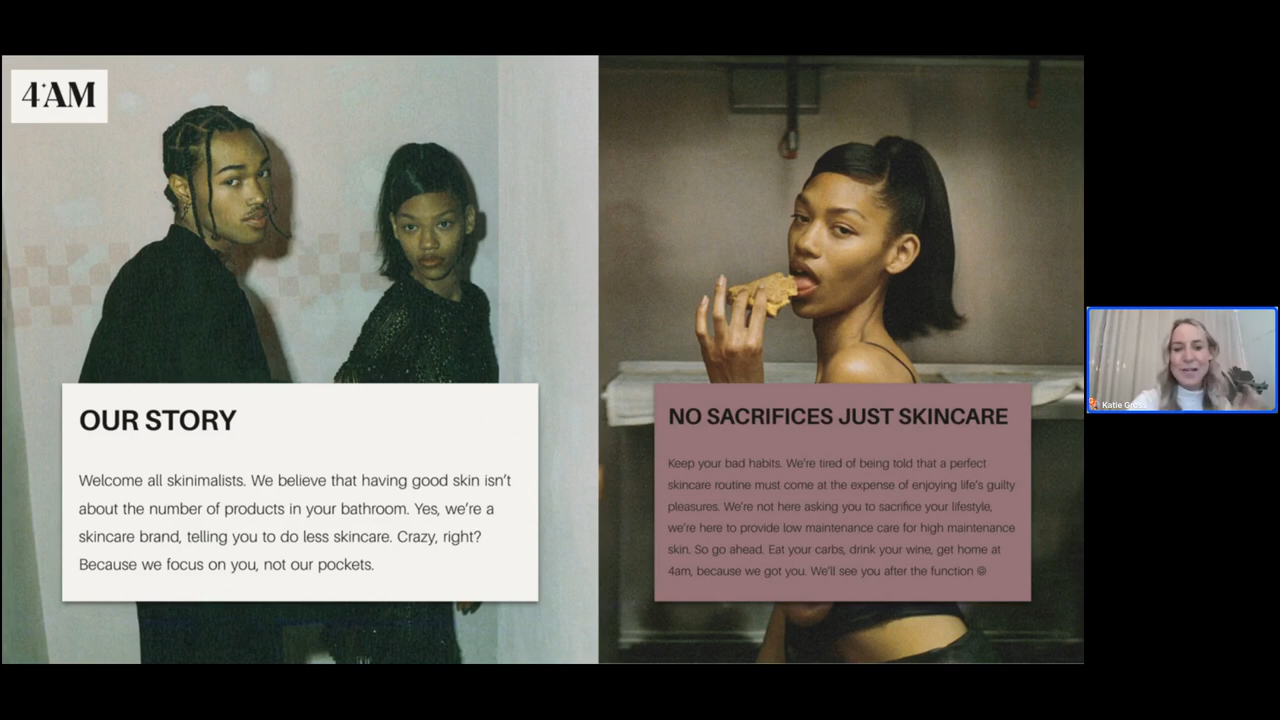 4AM
OUR STORY
Welcome all skinimalists. We believe that having good skin isn't
about the number of products in your bathroom. Yes, we're a
skincare brand, telling you to do less skincare. Crazy, right?
Because we focus on you, not our pockets.
NO SACRIFICES JUST SKINCARE
Keep your bad habits. We're tired of being told that a perfect
skincare routine must come at the expense of enjoying life's guilty
pleasures. We're not here asking you to sacrifice your lifestyle,
we're here to provide low maintenance care for high maintenance
skin. So go ahead. Eat your carbs, drink your wine, get home at
4am, because we got you. We'll see you after the function
Katie